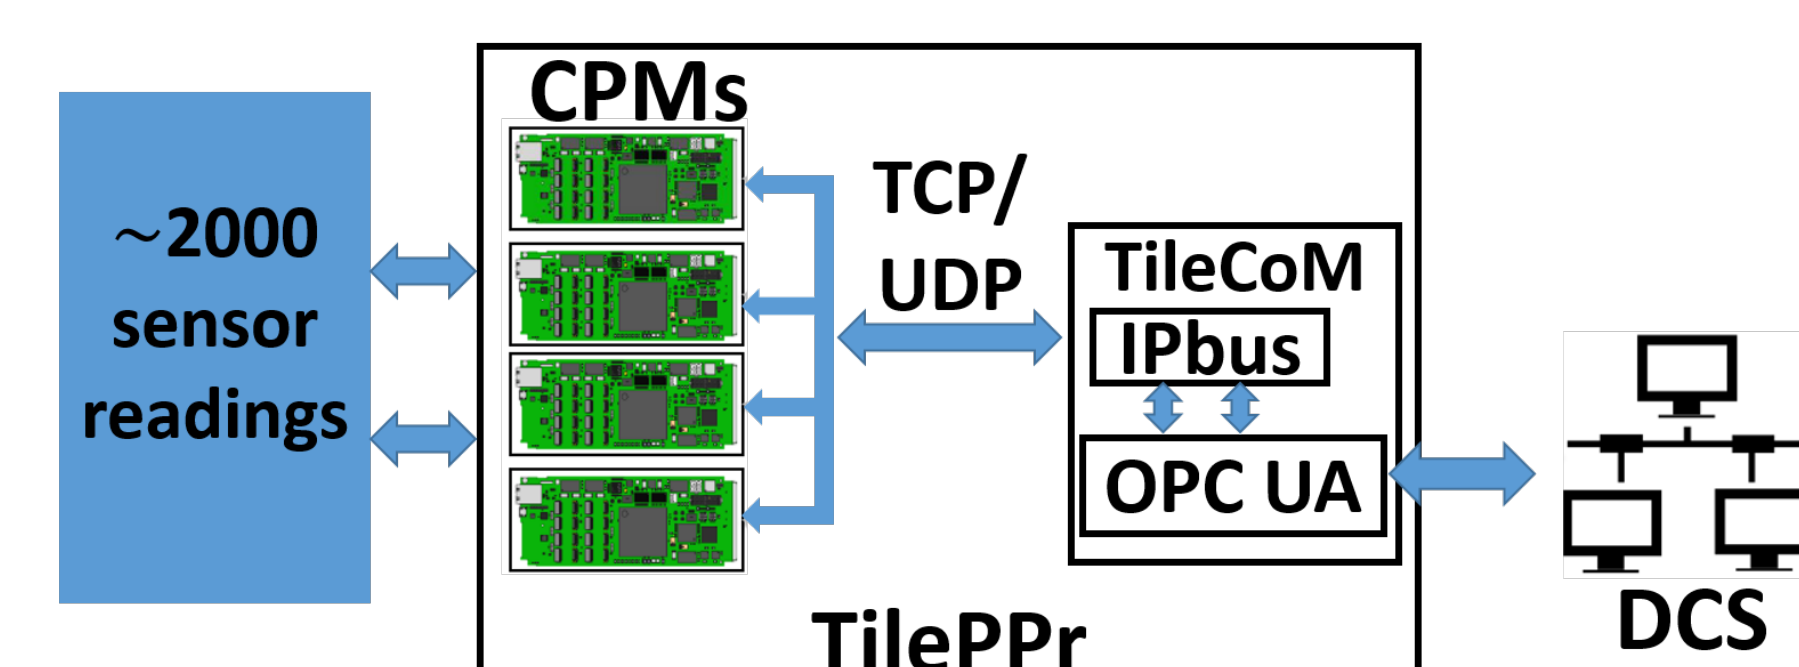 CPMs
~2000
sensor
readings
TCP/
UDP
TileCoM
IPbus
OPC UA
DCS
TilePPr